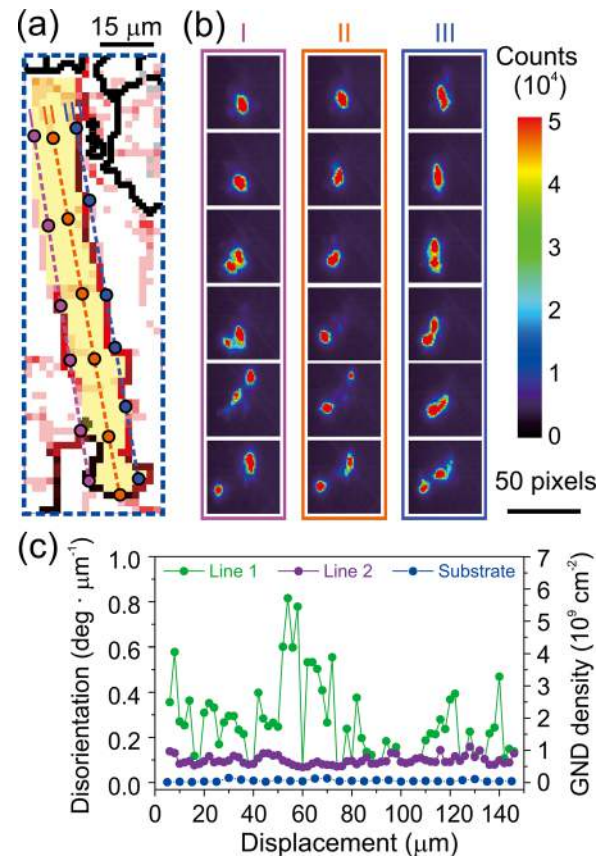 (a) 15 μm
I II III
(b)
I II III
Counts
(10⁴)
5
4
3
2
1
0
50 pixels
(c)
Line 1 Line 2 Substrate
Disorientation (deg · μm⁻¹)
1.0
0.8
0.6
0.4
0.2
0.0
GND density (10⁹ cm⁻²)
7
6
5
4
3
2
1
0
0 20 40 60 80 100 120 140
Displacement (μm)